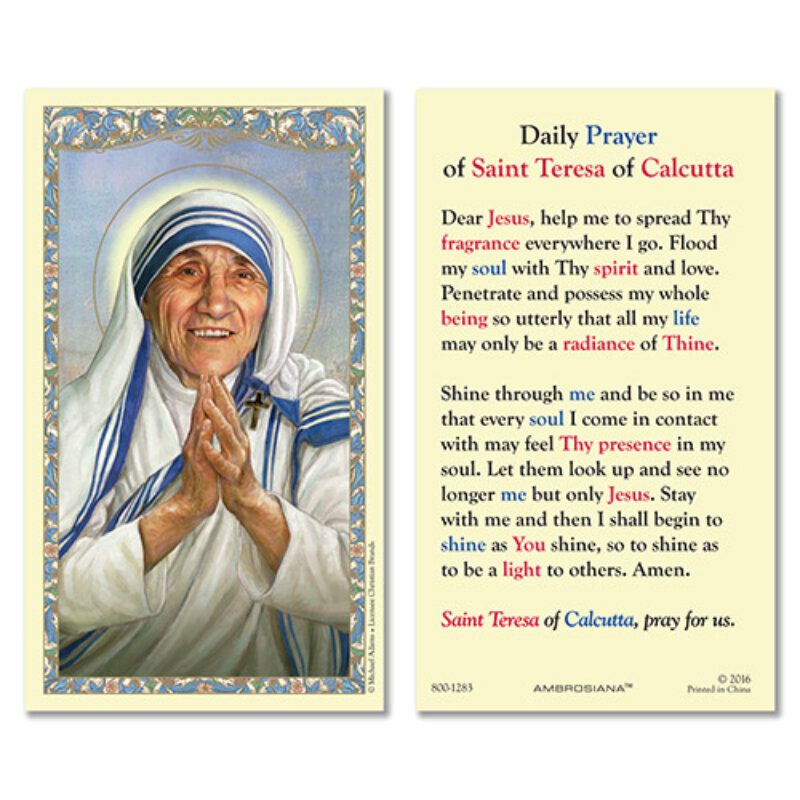 © Michael Adams • Licensee Christian Brands
Daily Prayer
of Saint Teresa of Calcutta
Dear Jesus, help me to spread Thy
fragrance everywhere I go. Flood
my soul with Thy spirit and love.
Penetrate and possess my whole
being so utterly that all my life
may only be a radiance of Thine.
Shine through me and be so in me
that every soul I come in contact
with may feel Thy presence in my
soul. Let them look up and see no
longer me but only Jesus. Stay
with me and then I shall begin to
shine as You shine, so to shine as
to be a light to others. Amen.
Saint Teresa of Calcutta, pray for us.
800-1283
AMBROSIANA™
© 2016
Printed in China